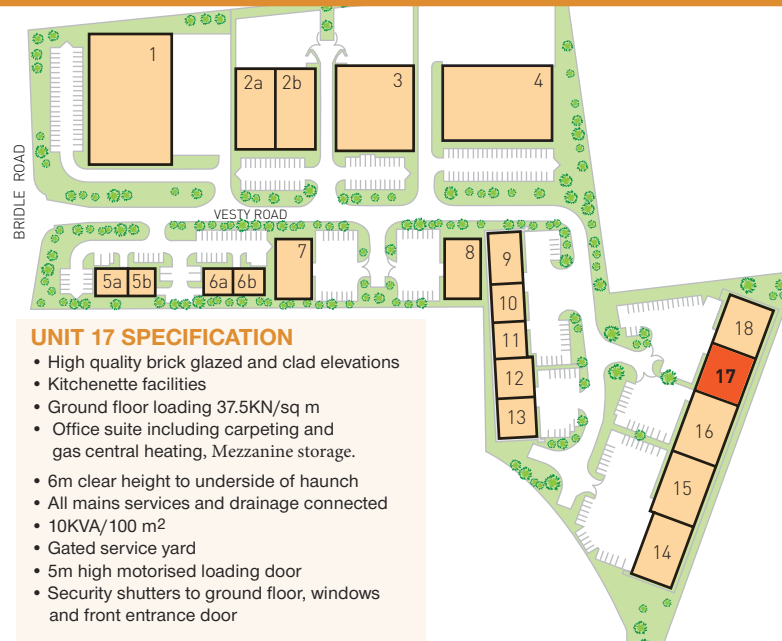 1
2a
2b
3
4
BRIDLE ROAD
VESTY ROAD
5a
5b
6a
6b
7
8
9
10
11
12
13
18
17
16
15
14
UNIT 17 SPECIFICATION
• High quality brick glazed and clad elevations
• Kitchenette facilities
• Ground floor loading 37.5KN/sq m
• Office suite including carpeting and
gas central heating, Mezzanine storage.
• 6m clear height to underside of haunch
• All mains services and drainage connected
• 10KVA/100 m2
• Gated service yard
• 5m high motorised loading door
• Security shutters to ground floor, windows
and front entrance door